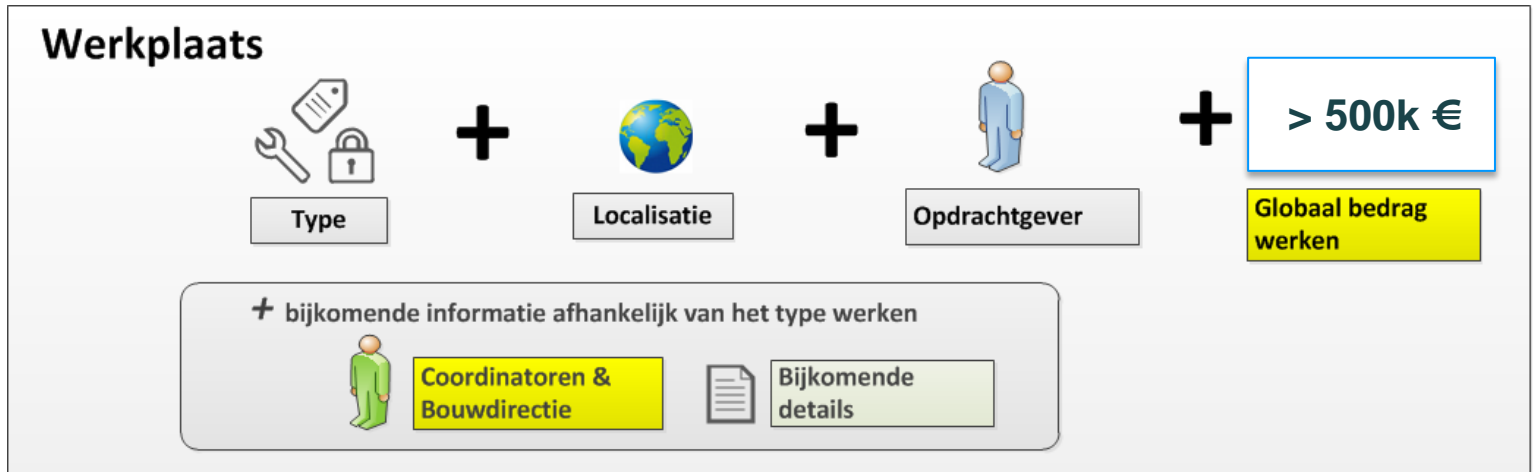 Werkplaats
+ + +
> 500k €
Type
Localisatie
Opdrachtgever
Globaal bedrag
werken
+ bijkomende informatie afhankelijk van het type werken
Coordinatoren &
Bouwdirectie
Bijkomende
details